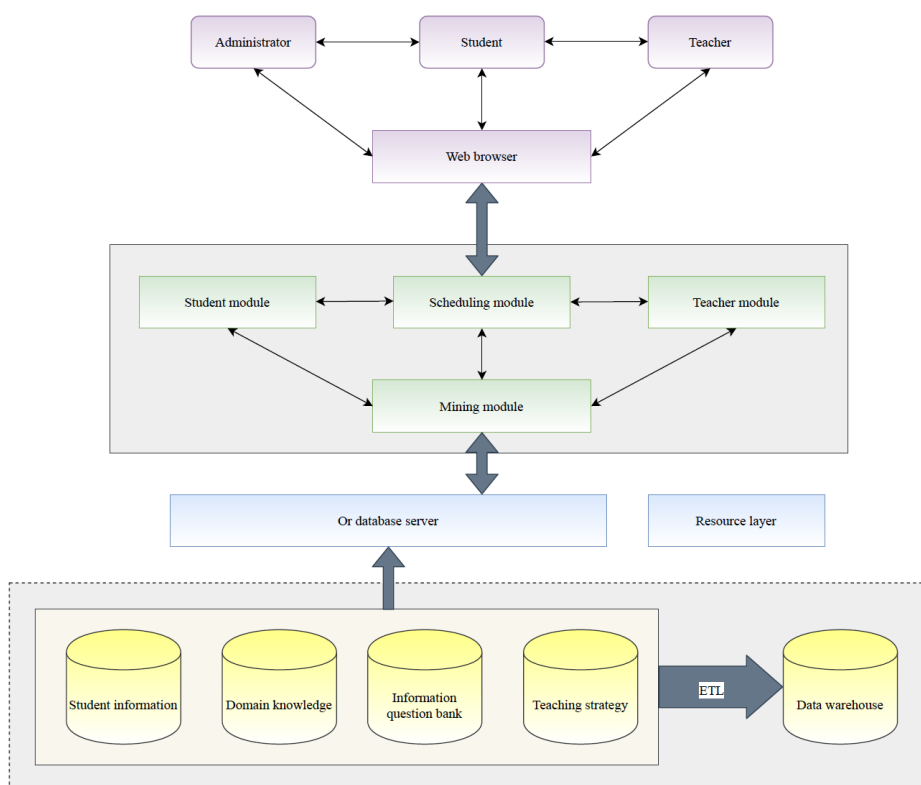 Administrator
Student
Teacher
Web browser
Student module
Scheduling module
Teacher module
Mining module
Or database server
Resource layer
Student information
Domain knowledge
Information
question bank
Teaching strategy
ETL
Data warehouse